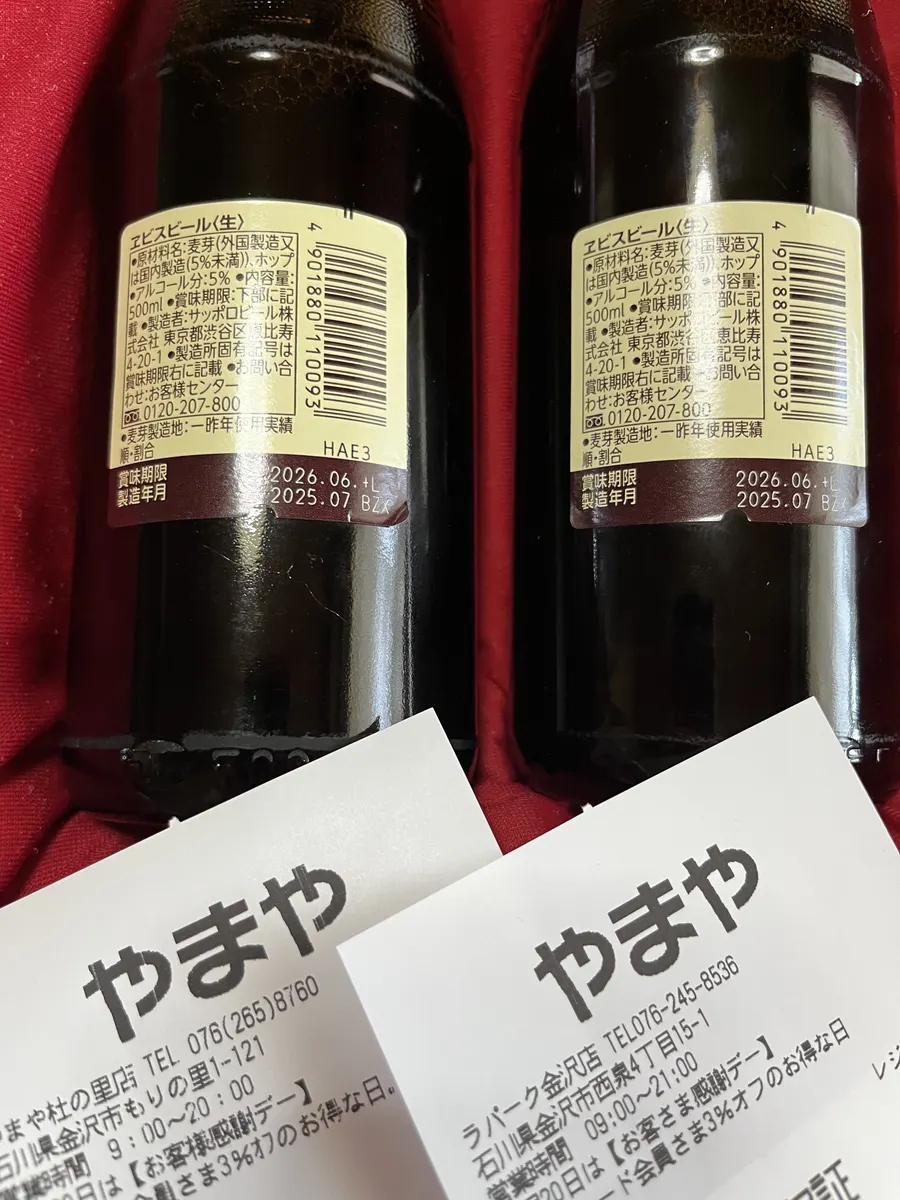 ヱビスビール〈生〉
●原材料名:麦芽(外国製造又
は国内製造(5%未満))、ホップ
●アルコール分:5% ●内容量:
500ml ●賞味期限:下部に記
載 ●製造者:サッポロビール株
式会社 東京都渋谷区恵比寿
4-20-1 ●製造所固有記号は
賞味期限右に記載 ●お問い合
わせ:お客様センター
0120-207-800
●麦芽製造地:一昨年使用実績
順・割合
HAE3
4 901880 110093
賞味期限 2026.06.+L
製造年月 2025.07 BZX
ヱビスビール〈生〉
●原材料名:麦芽(外国製造又
は国内製造(5%未満))、ホップ
●アルコール分:5% ●内容量:
500ml ●賞味期限:下部に記
載 ●製造者:サッポロビール株
式会社 東京都渋谷区恵比寿
4-20-1 ●製造所固有記号は
賞味期限右に記載 ●お問い合
わせ:お客様センター
0120-207-800
●麦芽製造地:一昨年使用実績
順・割合
HAE3
4 901880 110093
賞味期限 2026.06.+L
製造年月 2025.07 BZX
やまや
まや杜の里店 TEL 076(265)8760
石川県金沢市もりの里1-121
営業時間 9:00〜20:00
日は【お客様感謝デー】
会員さま3%オフのお得な日。
やまや
ラパーク金沢店 TEL076-245-8536
石川県金沢市西泉4丁目15-1
営業時間 09:00〜21:00
20日は【お客さま感謝デー】
ード会員さま3%オフのお得な日
レジ